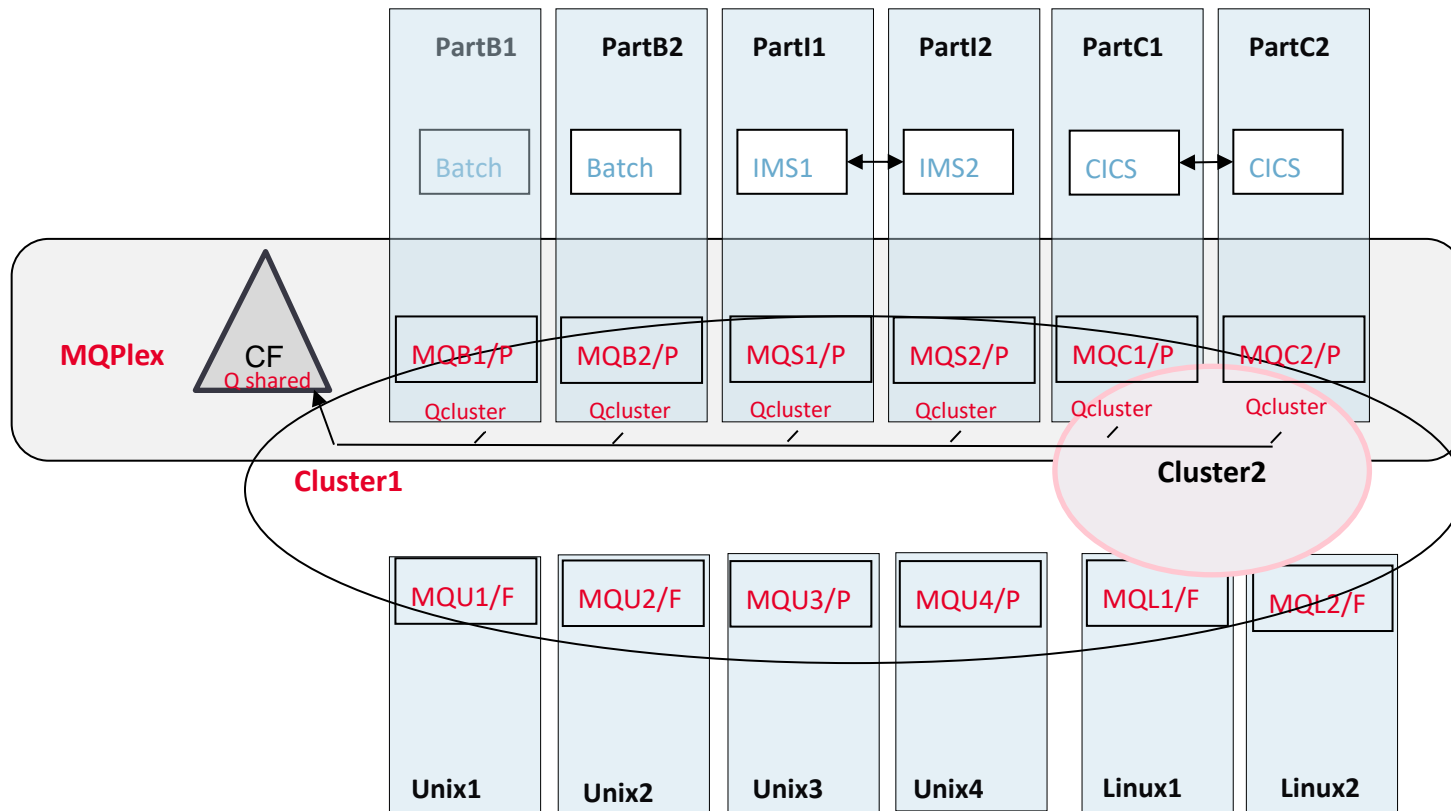 PartB1
PartB2
PartI1
PartI2
PartC1
PartC2
Batch
Batch
IMS1
IMS2
CICS
CICS
MQPlex
CF
Q shared
MQB1/P
MQB2/P
MQS1/P
MQS2/P
MQC1/P
MQC2/P
Qcluster
Qcluster
Qcluster
Qcluster
Qcluster
Qcluster
Cluster1
Cluster2
MQU1/F
MQU2/F
MQU3/P
MQU4/P
MQL1/F
MQL2/F
Unix1
Unix2
Unix3
Unix4
Linux1
Linux2